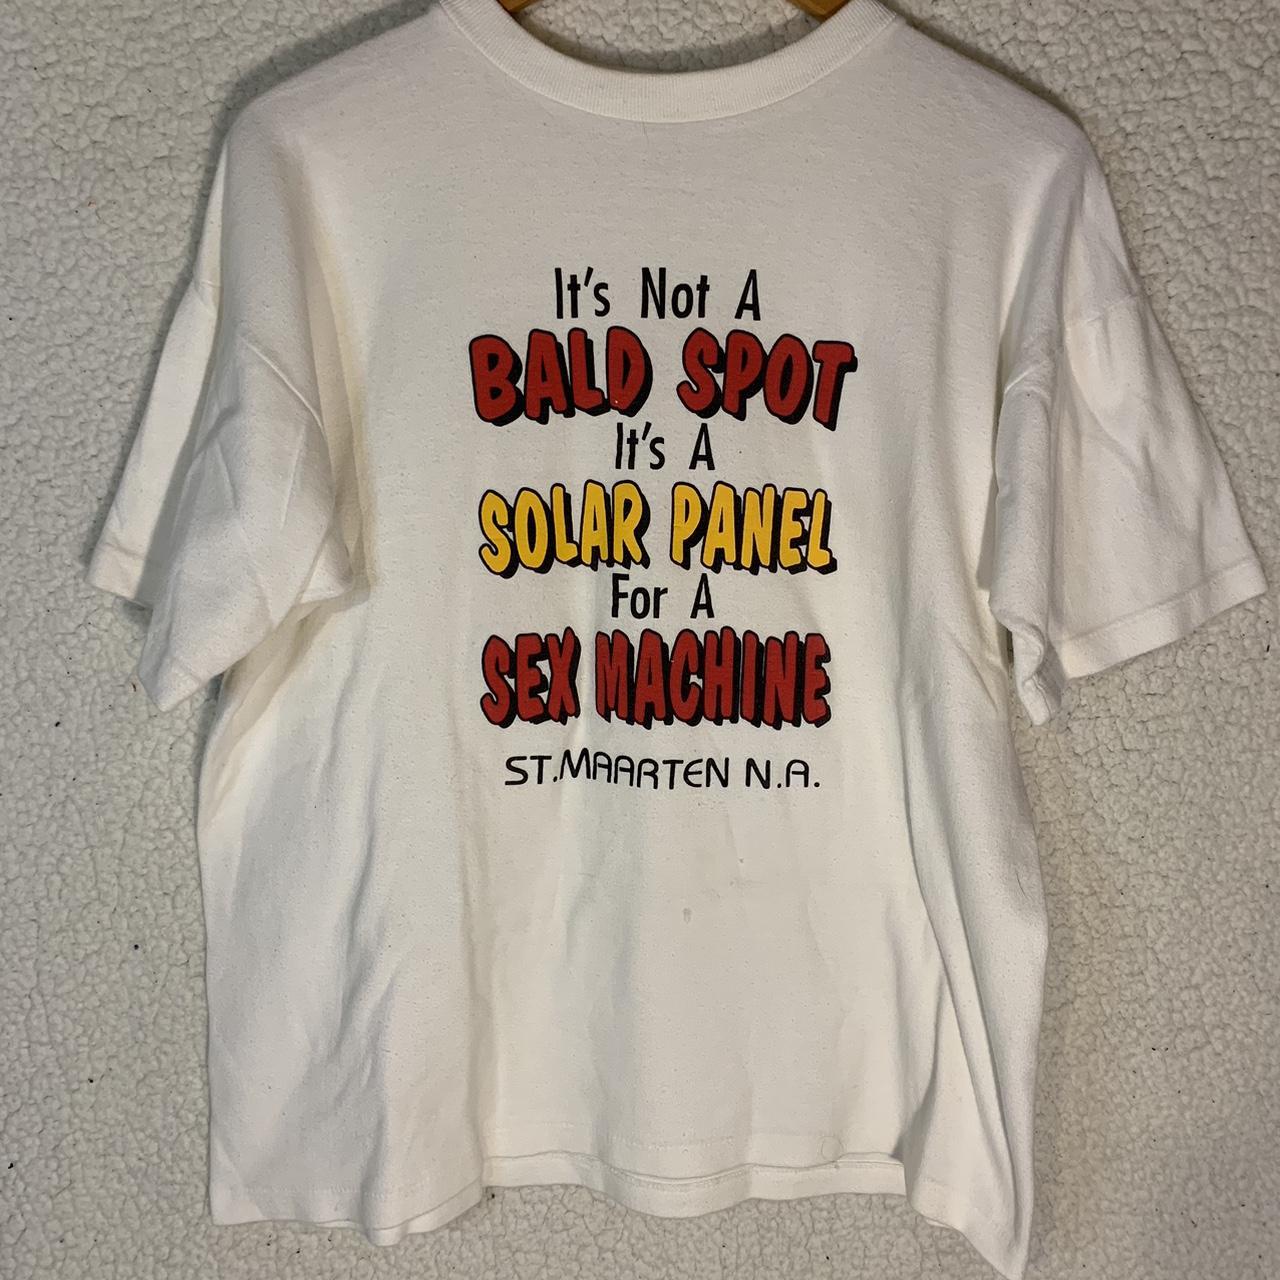 It's Not A
BALD SPOT
It's A
SOLAR PANEL
For A
SEX MACHINE
ST.MAARTEN N.A.